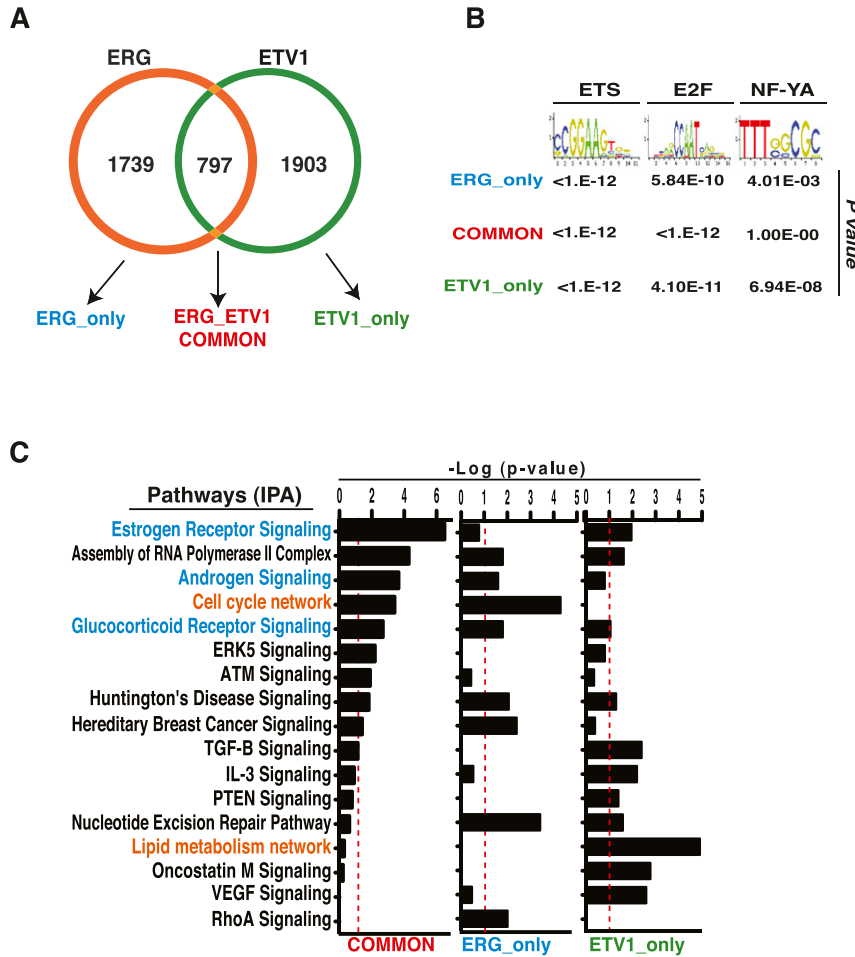 A
ERG
ETV1
1739
797
1903
ERG_only
ERG_ETV1
COMMON
ETV1_only
B
ETS
E2F
NF-YA
ERG_only <1.E-12 5.84E-10 4.01E-03
COMMON <1.E-12 <1.E-12 1.00E-00
ETV1_only <1.E-12 4.10E-11 6.94E-08
P value
C
-Log (p-value)
Pathways (IPA)
0 2 4 6
0 1 2 3 4 5
0 1 2 3 4 5
Estrogen Receptor Signaling
Assembly of RNA Polymerase II Complex
Androgen Signaling
Cell cycle network
Glucocorticoid Receptor Signaling
ERK5 Signaling
ATM Signaling
Huntington's Disease Signaling
Hereditary Breast Cancer Signaling
TGF-B Signaling
IL-3 Signaling
PTEN Signaling
Nucleotide Excision Repair Pathway
Lipid metabolism network
Oncostatin M Signaling
VEGF Signaling
RhoA Signaling
COMMON
ERG_only
ETV1_only